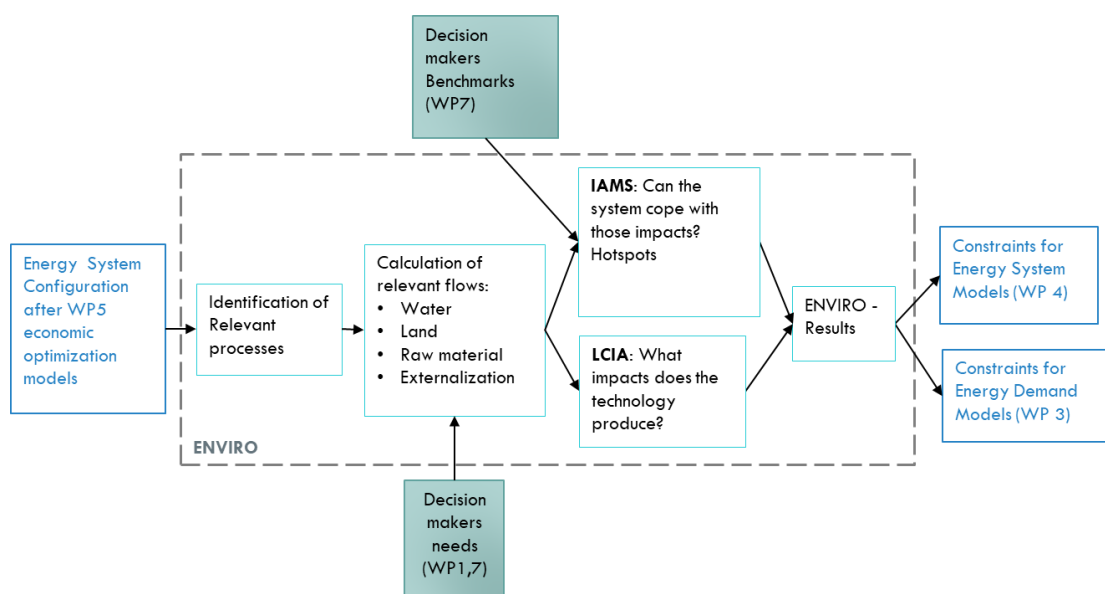 Decision
makers
Benchmarks
(WP7)
Energy System
Configuration
after WP5
economic
optimization
models
Identification of
Relevant
processes
Calculation of
relevant flows:
• Water
• Land
• Raw material
• Externalization
IAMS: Can the
system cope with
those impacts?
Hotspots
LCIA: What
impacts does the
technology
produce?
ENVIRO -
Results
Constraints for
Energy System
Models (WP 4)
Constraints for
Energy Demand
Models (WP 3)
ENVIRO
Decision
makers
needs
(WP1,7)